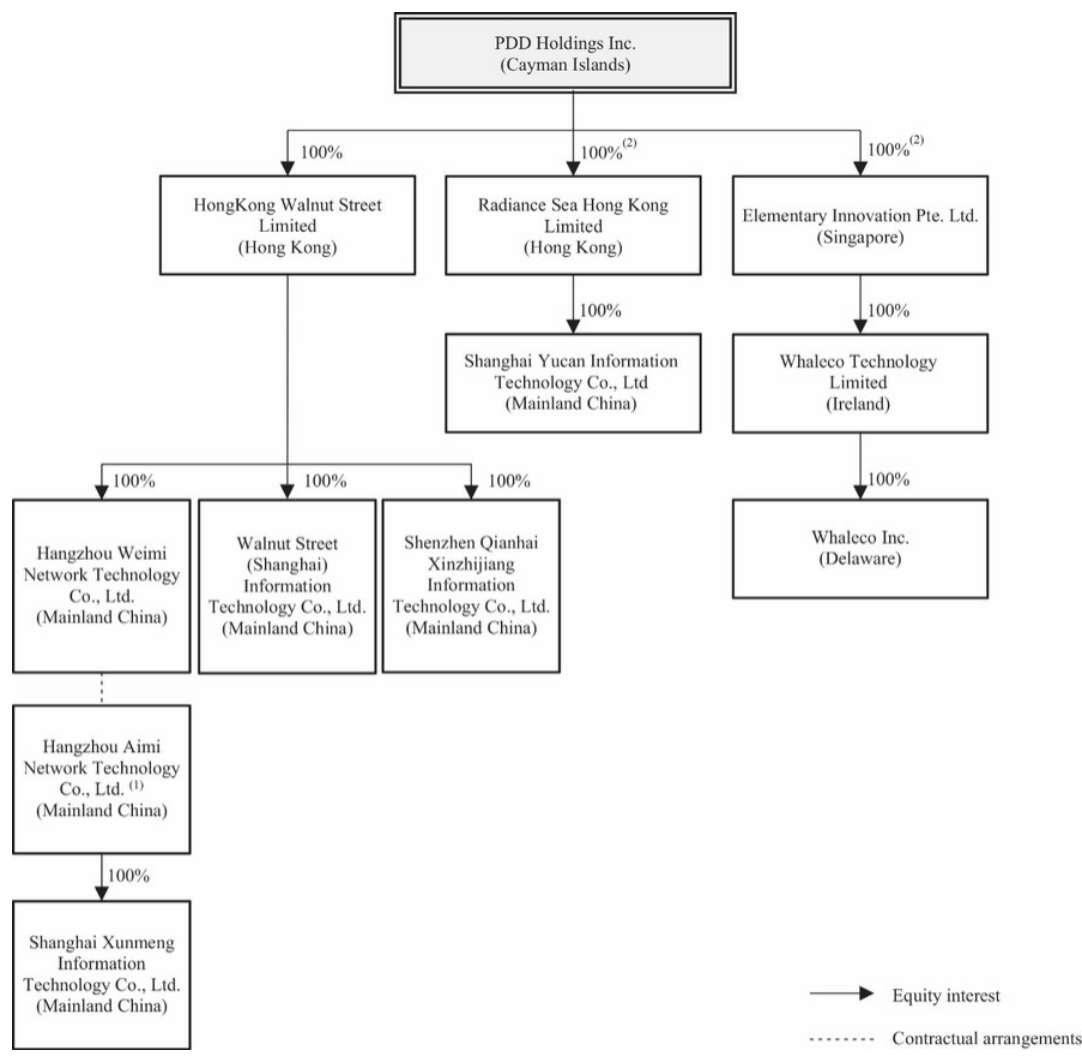 PDD Holdings Inc.
(Cayman Islands)
100%
100%(2)
100%(2)
HongKong Walnut Street
Limited
(Hong Kong)
Radiance Sea Hong Kong
Limited
(Hong Kong)
Elementary Innovation Pte. Ltd.
(Singapore)
100%
100%
Shanghai Yucan Information
Technology Co., Ltd
(Mainland China)
Whaleco Technology
Limited
(Ireland)
100%
100%
100%
100%
Hangzhou Weimi
Network Technology
Co., Ltd.
(Mainland China)
Walnut Street
(Shanghai)
Information
Technology Co., Ltd.
(Mainland China)
Shenzhen Qianhai
Xinzhijiang
Information
Technology Co., Ltd.
(Mainland China)
Whaleco Inc.
(Delaware)
Hangzhou Aimi
Network Technology
Co., Ltd. (1)
(Mainland China)
100%
Shanghai Xunmeng
Information
Technology Co., Ltd.
(Mainland China)
Equity interest
Contractual arrangements